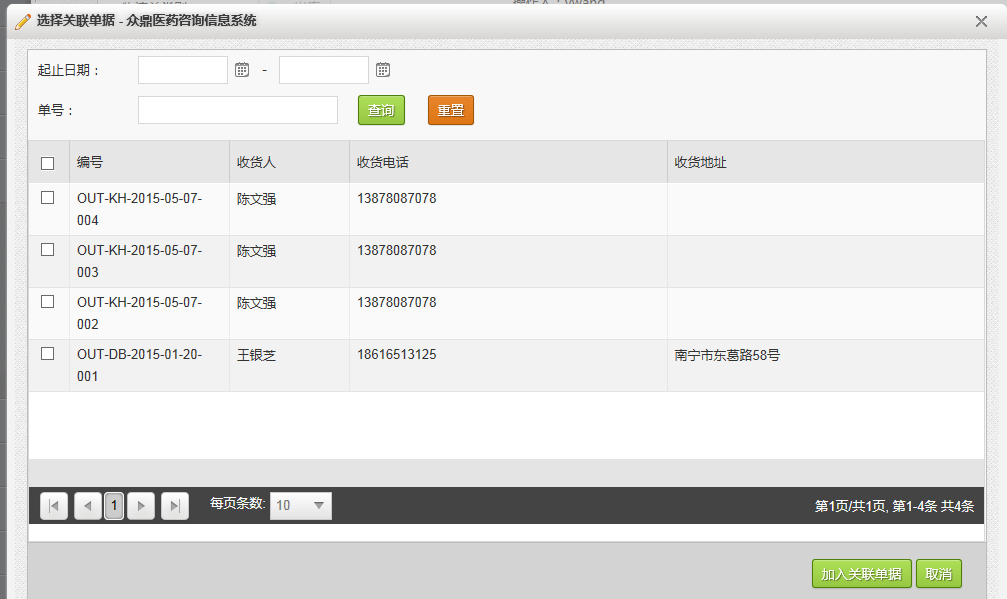 选择关联单据 - 众鼎医药咨询信息系统
起止日期：
-
单号：
查询
重置
编号
收货人
收货电话
收货地址
OUT-KH-2015-05-07-
004
陈文强
13878087078
OUT-KH-2015-05-07-
003
陈文强
13878087078
OUT-KH-2015-05-07-
002
陈文强
13878087078
OUT-DB-2015-01-20-
001
王银芝
18616513125
南宁市东葛路58号
1
每页条数:
10
第1页/共1页, 第1-4条 共4条
加入关联单据
取消